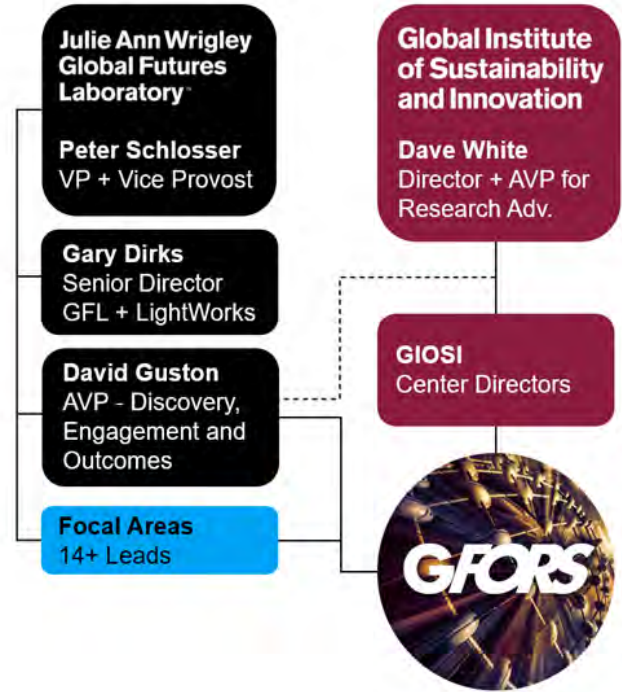 Julie Ann Wrigley
Global Futures
Laboratory™
Peter Schlosser
VP + Vice Provost
Gary Dirks
Senior Director
GFL + LightWorks
David Guston
AVP - Discovery,
Engagement and
Outcomes
Focal Areas
14+ Leads
Global Institute
of Sustainability
and Innovation
Dave White
Director + AVP for
Research Adv.
GIOSI
Center Directors
GFORS